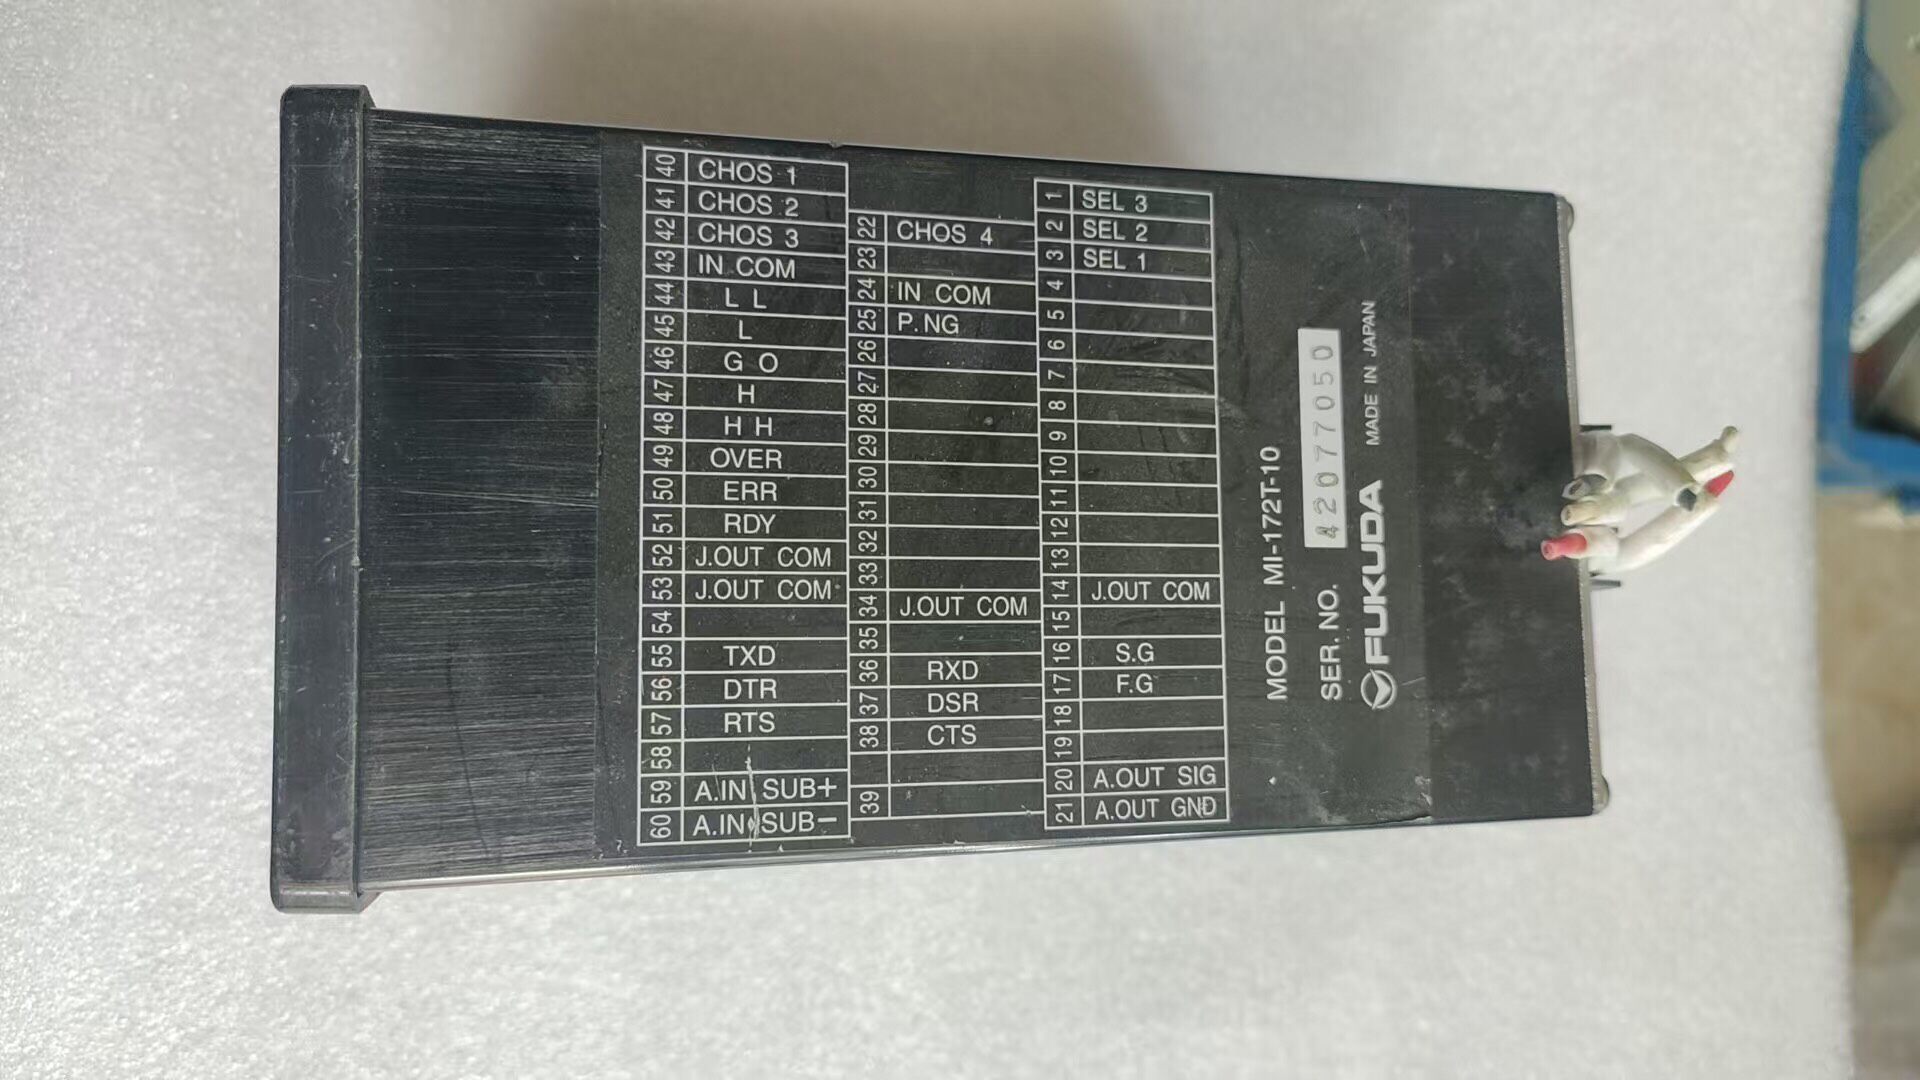 40 CHOS 1
41 CHOS 2
42 CHOS 3
43 IN COM
44 L L
45 L
46 G O
47 H
48 H H
49 OVER
50 ERR
51 RDY
52 J.OUT COM
53 J.OUT COM
54
55 TXD
56 DTR
57 RTS
58
59 A.IN SUB+
60 A.IN SUB−
22 CHOS 4
23
24 IN COM
25 P.NG
26
27
28
29
30
31
32
33
34 J.OUT COM
35
36 RXD
37 DSR
38 CTS
39
1 SEL 3
2 SEL 2
3 SEL 1
4
5
6
7
8
9
10
11
12
13
14 J.OUT COM
15
16 S.G
17 F.G
18
19
20 A.OUT SIG
21 A.OUT GND
MODEL MI-172T-10
SER. NO. 42077050
FUKUDA MADE IN JAPAN